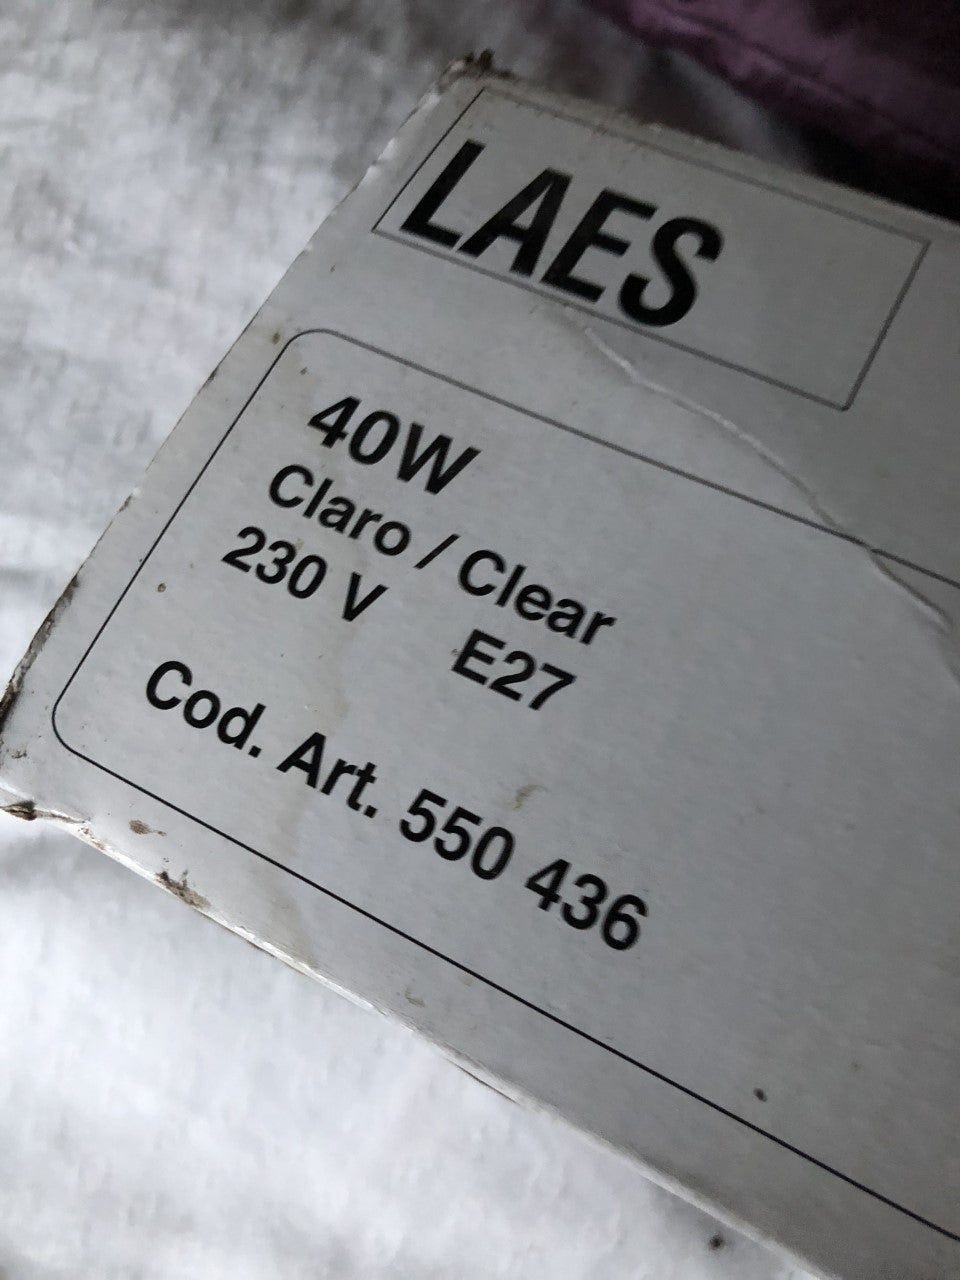 LAES
40W
Claro / Clear
230 V E27
Cod. Art. 550 436